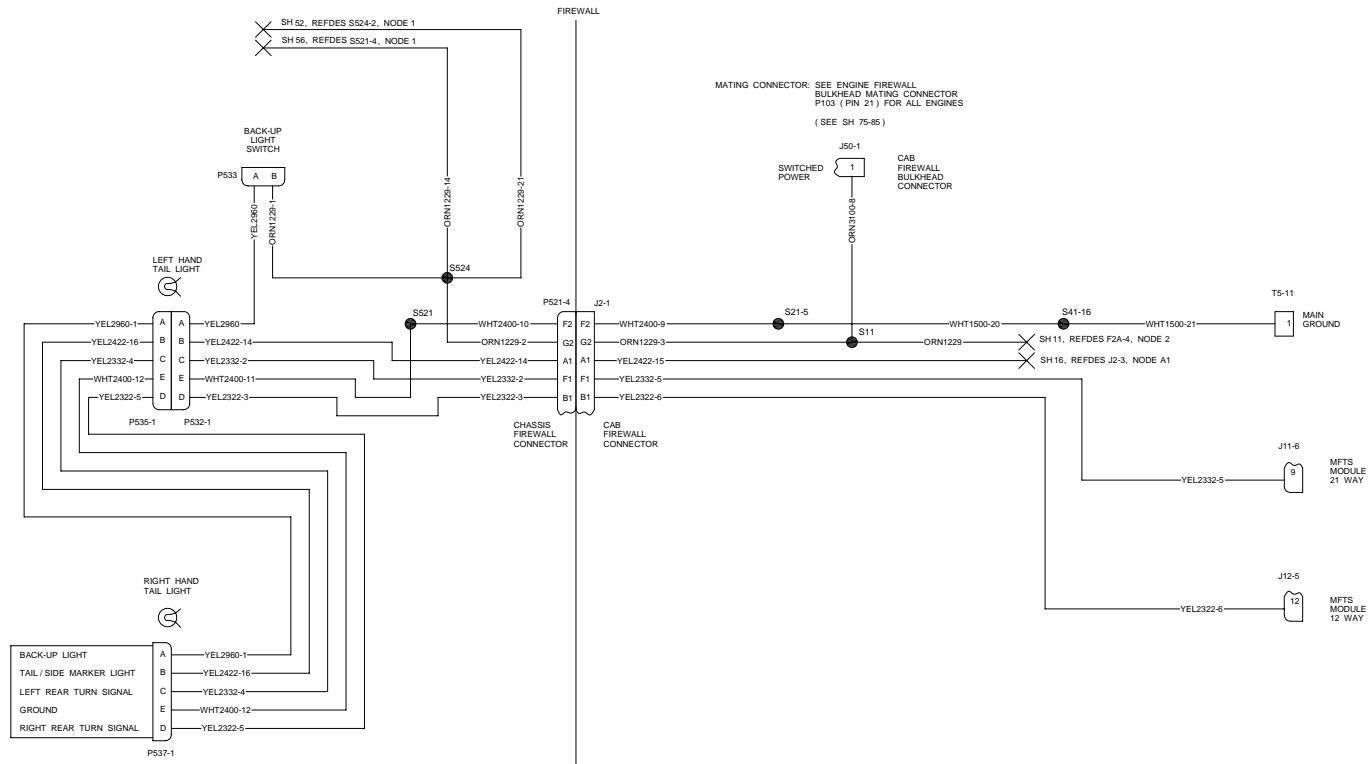 FIREWALL
SH 52, REFDES S524-2, NODE 1
SH 56, REFDES S521-4, NODE 1
MATING CONNECTOR: SEE ENGINE FIREWALL
BULKHEAD MATING CONNECTOR
P103 ( PIN 21 ) FOR ALL ENGINES
( SEE SH 75-85 )
BACK-UP
LIGHT
SWITCH
P533
A B
J50-1
SWITCHED
POWER
1
CAB
FIREWALL
BULKHEAD
CONNECTOR
YEL2960
ORN1229-1
ORN1229-14
ORN1229-21
ORN3100-8
LEFT HAND
TAIL LIGHT
S524
S521
P521-4
J2-1
S21-5
S11
S41-16
T5-11
1
MAIN
GROUND
YEL2960-1 A A YEL2960 WHT2400-10 F2 F2 WHT2400-9 WHT1500-20 WHT1500-21
YEL2422-16 B B YEL2422-14 ORN1229-2 G2 G2 ORN1229-3 ORN1229 SH 11, REFDES F2A-4, NODE 2
YEL2332-4 C C YEL2332-2 YEL2422-14 A1 A1 YEL2422-15 SH 16, REFDES J2-3, NODE A1
WHT2400-12 E E WHT2400-11 YEL2332-2 F1 F1 YEL2332-5
YEL2322-5 D D YEL2322-3 YEL2322-3 B1 B1 YEL2322-6
P535-1
P532-1
CHASSIS
FIREWALL
CONNECTOR
CAB
FIREWALL
CONNECTOR
J11-6
YEL2332-5
9
MFTS
MODULE
21 WAY
J12-5
YEL2322-6
12
MFTS
MODULE
12 WAY
RIGHT HAND
TAIL LIGHT
BACK-UP LIGHT A YEL2960-1
TAIL / SIDE MARKER LIGHT B YEL2422-16
LEFT REAR TURN SIGNAL C YEL2332-4
GROUND E WHT2400-12
RIGHT REAR TURN SIGNAL D YEL2322-5
P537-1